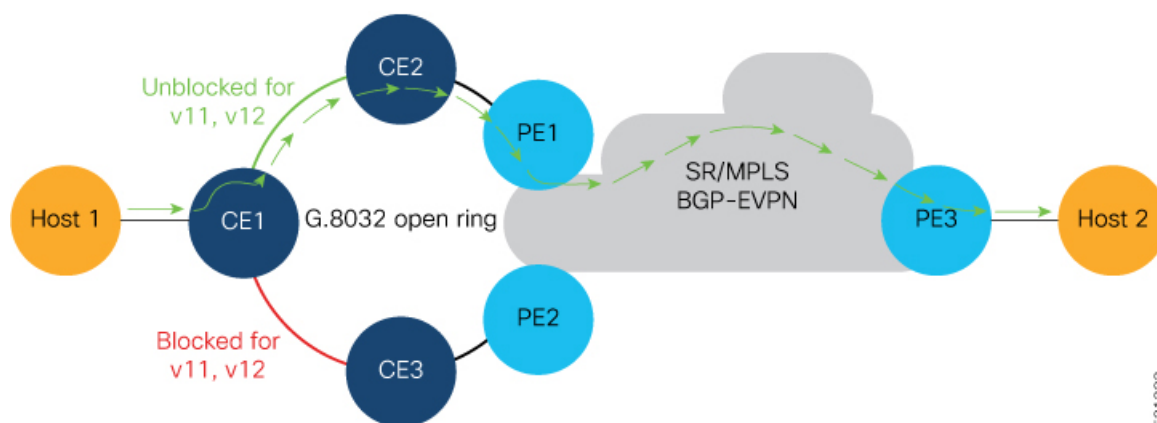 CE2
Unblocked for
v11, v12
PE1
SR/MPLS
BGP-EVPN
Host 1
CE1
G.8032 open ring
PE3
Host 2
PE2
Blocked for
v11, v12
CE3